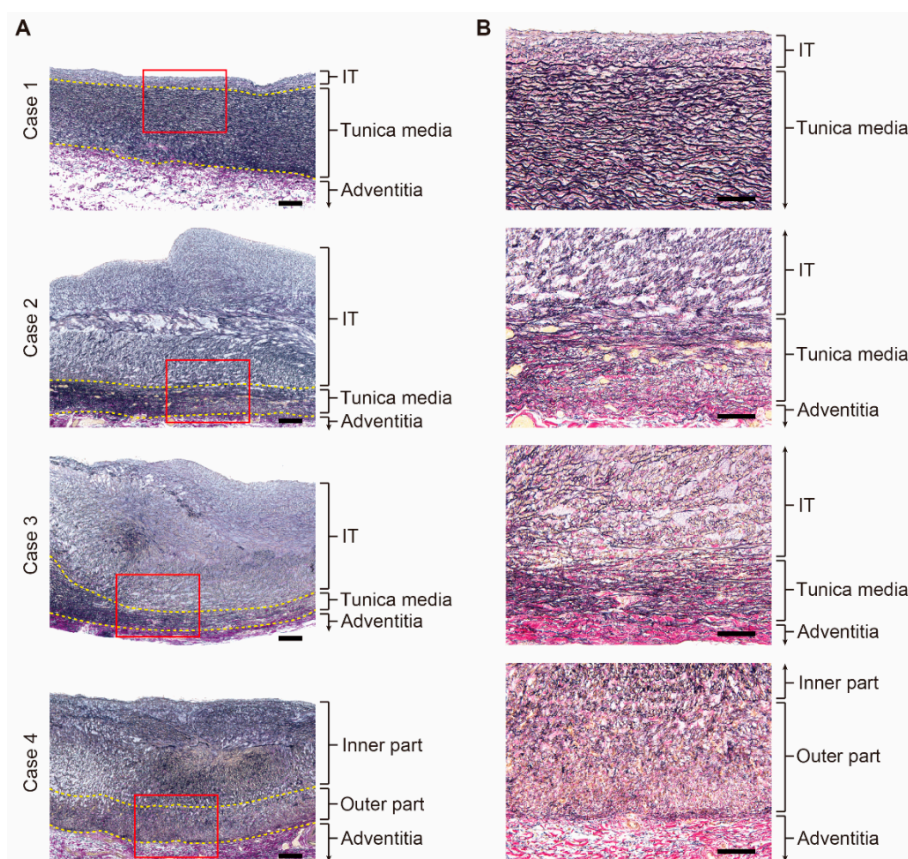 A
B
Case 1
IT
Tunica media
Adventitia
IT
Tunica media
Case 2
IT
Tunica media
Adventitia
IT
Tunica media
Adventitia
Case 3
IT
Tunica media
Adventitia
IT
Tunica media
Adventitia
Case 4
Inner part
Outer part
Adventitia
Inner part
Outer part
Adventitia